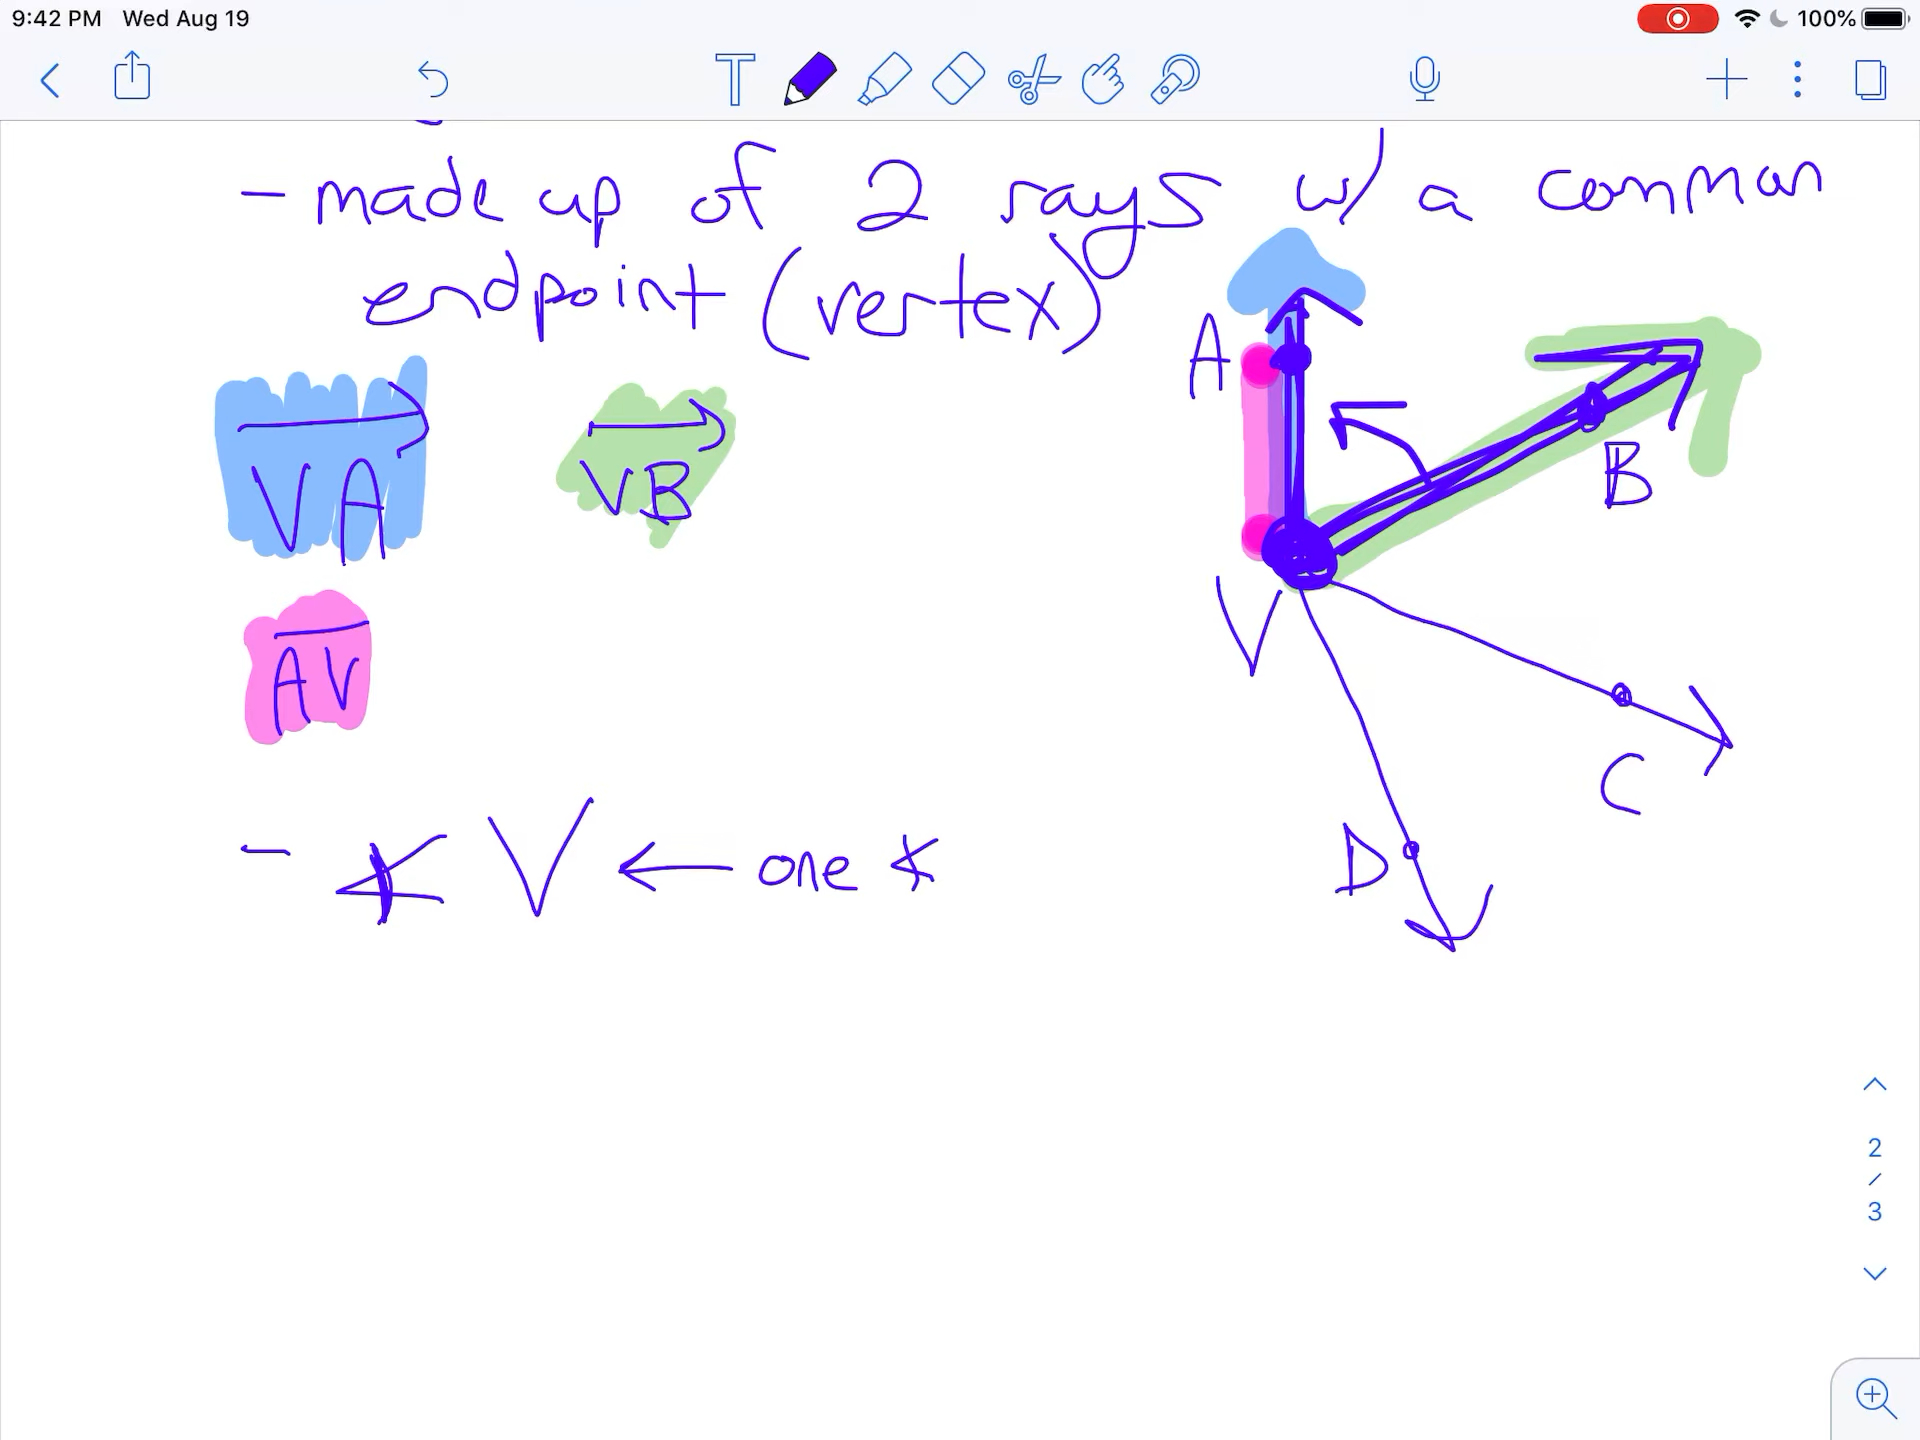 9:42 PM Wed Aug 19
100%
T
- made up of 2 rays w/ a common
endpoint (vertex)
A
VA VB
B
AV
V
C
- ∢ V ← one ∢
D
2
/
3